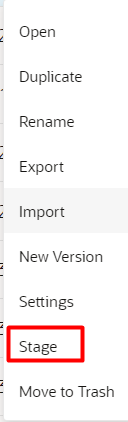 Open
Duplicate
Rename
Export
Import
New Version
Settings
Stage
Move to Trash